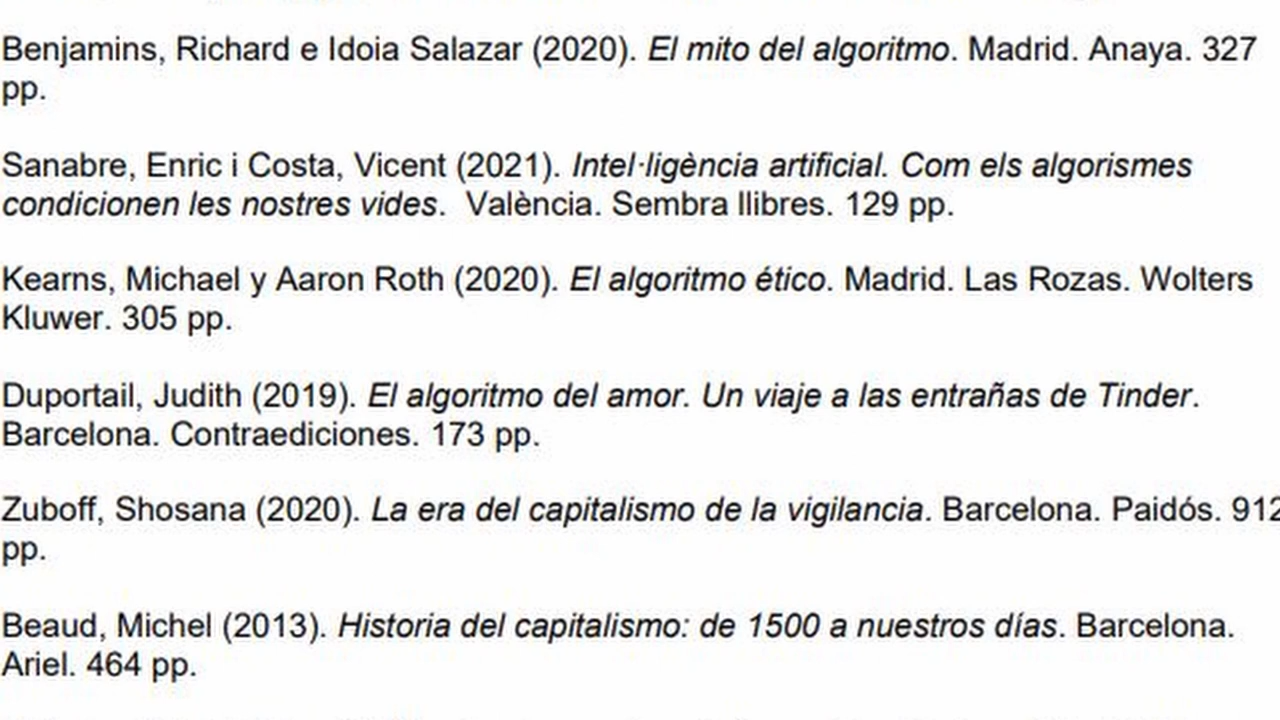 Benjamins, Richard e Idoia Salazar (2020). El mito del algoritmo. Madrid. Anaya. 327
pp.
Sanabre, Enric i Costa, Vicent (2021). Intel·ligència artificial. Com els algorismes
condicionen les nostres vides.  València. Sembra llibres. 129 pp.
Kearns, Michael y Aaron Roth (2020). El algoritmo ético. Madrid. Las Rozas. Wolters
Kluwer. 305 pp.
Duportail, Judith (2019). El algoritmo del amor. Un viaje a las entrañas de Tinder.
Barcelona. Contraediciones. 173 pp.
Zuboff, Shosana (2020). La era del capitalismo de la vigilancia. Barcelona. Paidós. 912
pp.
Beaud, Michel (2013). Historia del capitalismo: de 1500 a nuestros días. Barcelona.
Ariel. 464 pp.